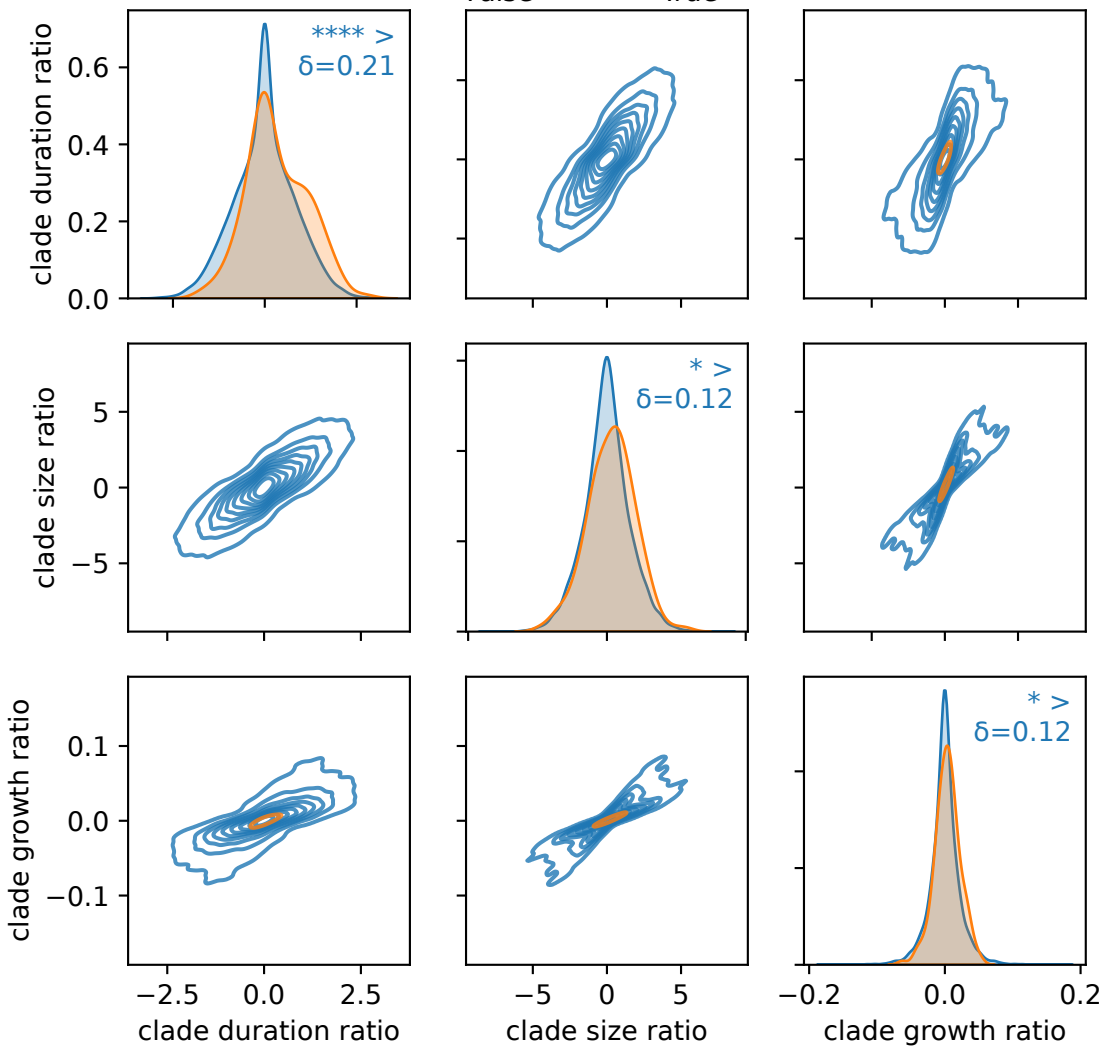 **** >
δ=0.21
clade duration ratio
0.6
0.4
0.2
0.0
* >
δ=0.12
clade size ratio
5
0
−5
* >
δ=0.12
clade growth ratio
0.1
0.0
−0.1
−2.5 0.0 2.5
−5 0 5
−0.2 0.0 0.2
clade duration ratio
clade size ratio
clade growth ratio